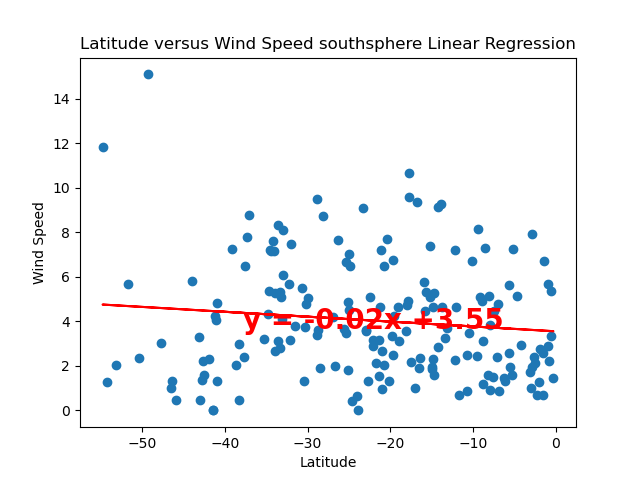 Latitude versus Wind Speed southsphere Linear Regression
14
12
10
8
6
4
2
0
Wind Speed
y = -0.02x +3.55
−50 −40 −30 −20 −10 0
Latitude